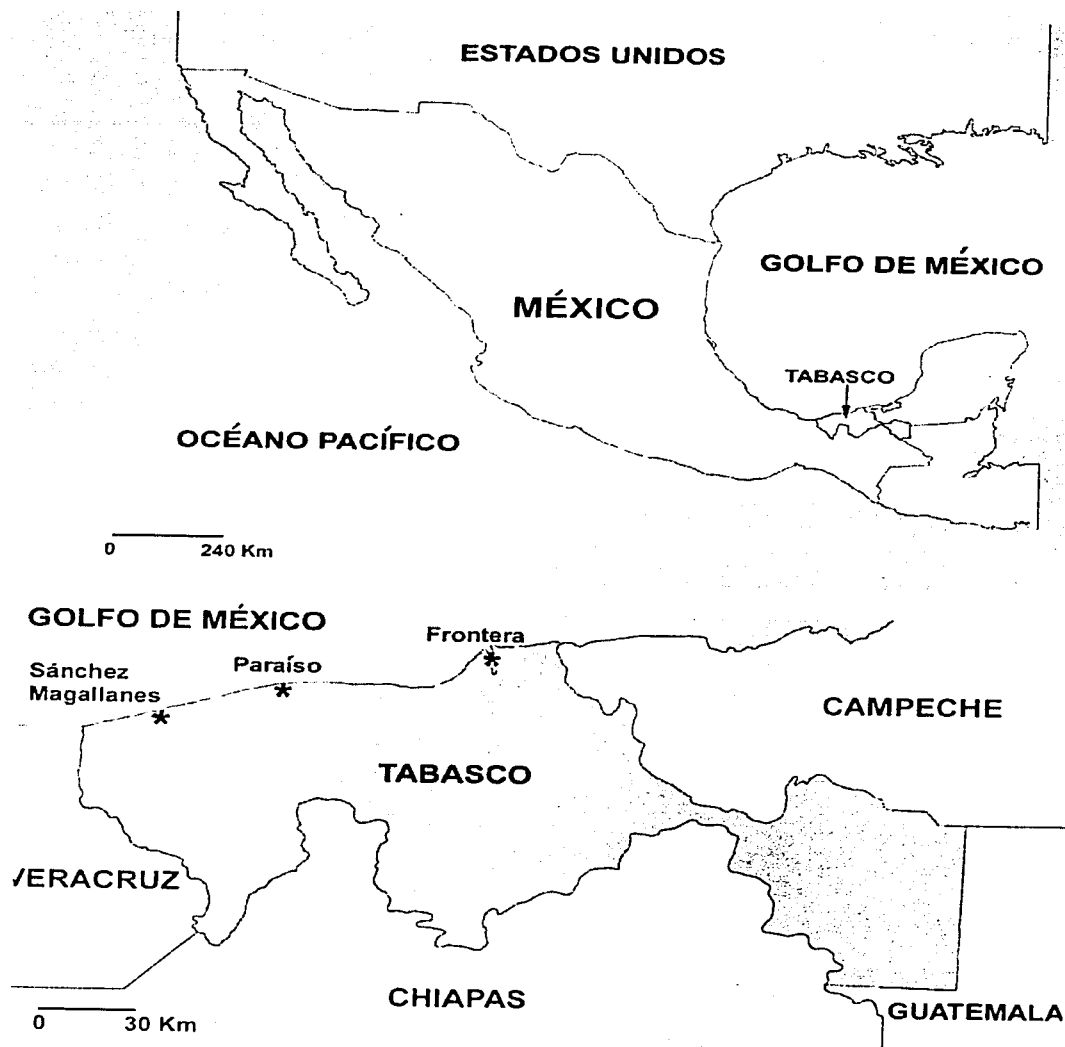 ESTADOS UNIDOS
GOLFO DE MÉXICO
MÉXICO
TABASCO
OCÉANO PACÍFICO
0 240 Km
GOLFO DE MÉXICO
Frontera
Sánchez
Magallanes
Paraíso
CAMPECHE
TABASCO
VERACRUZ
CHIAPAS
GUATEMALA
0 30 Km